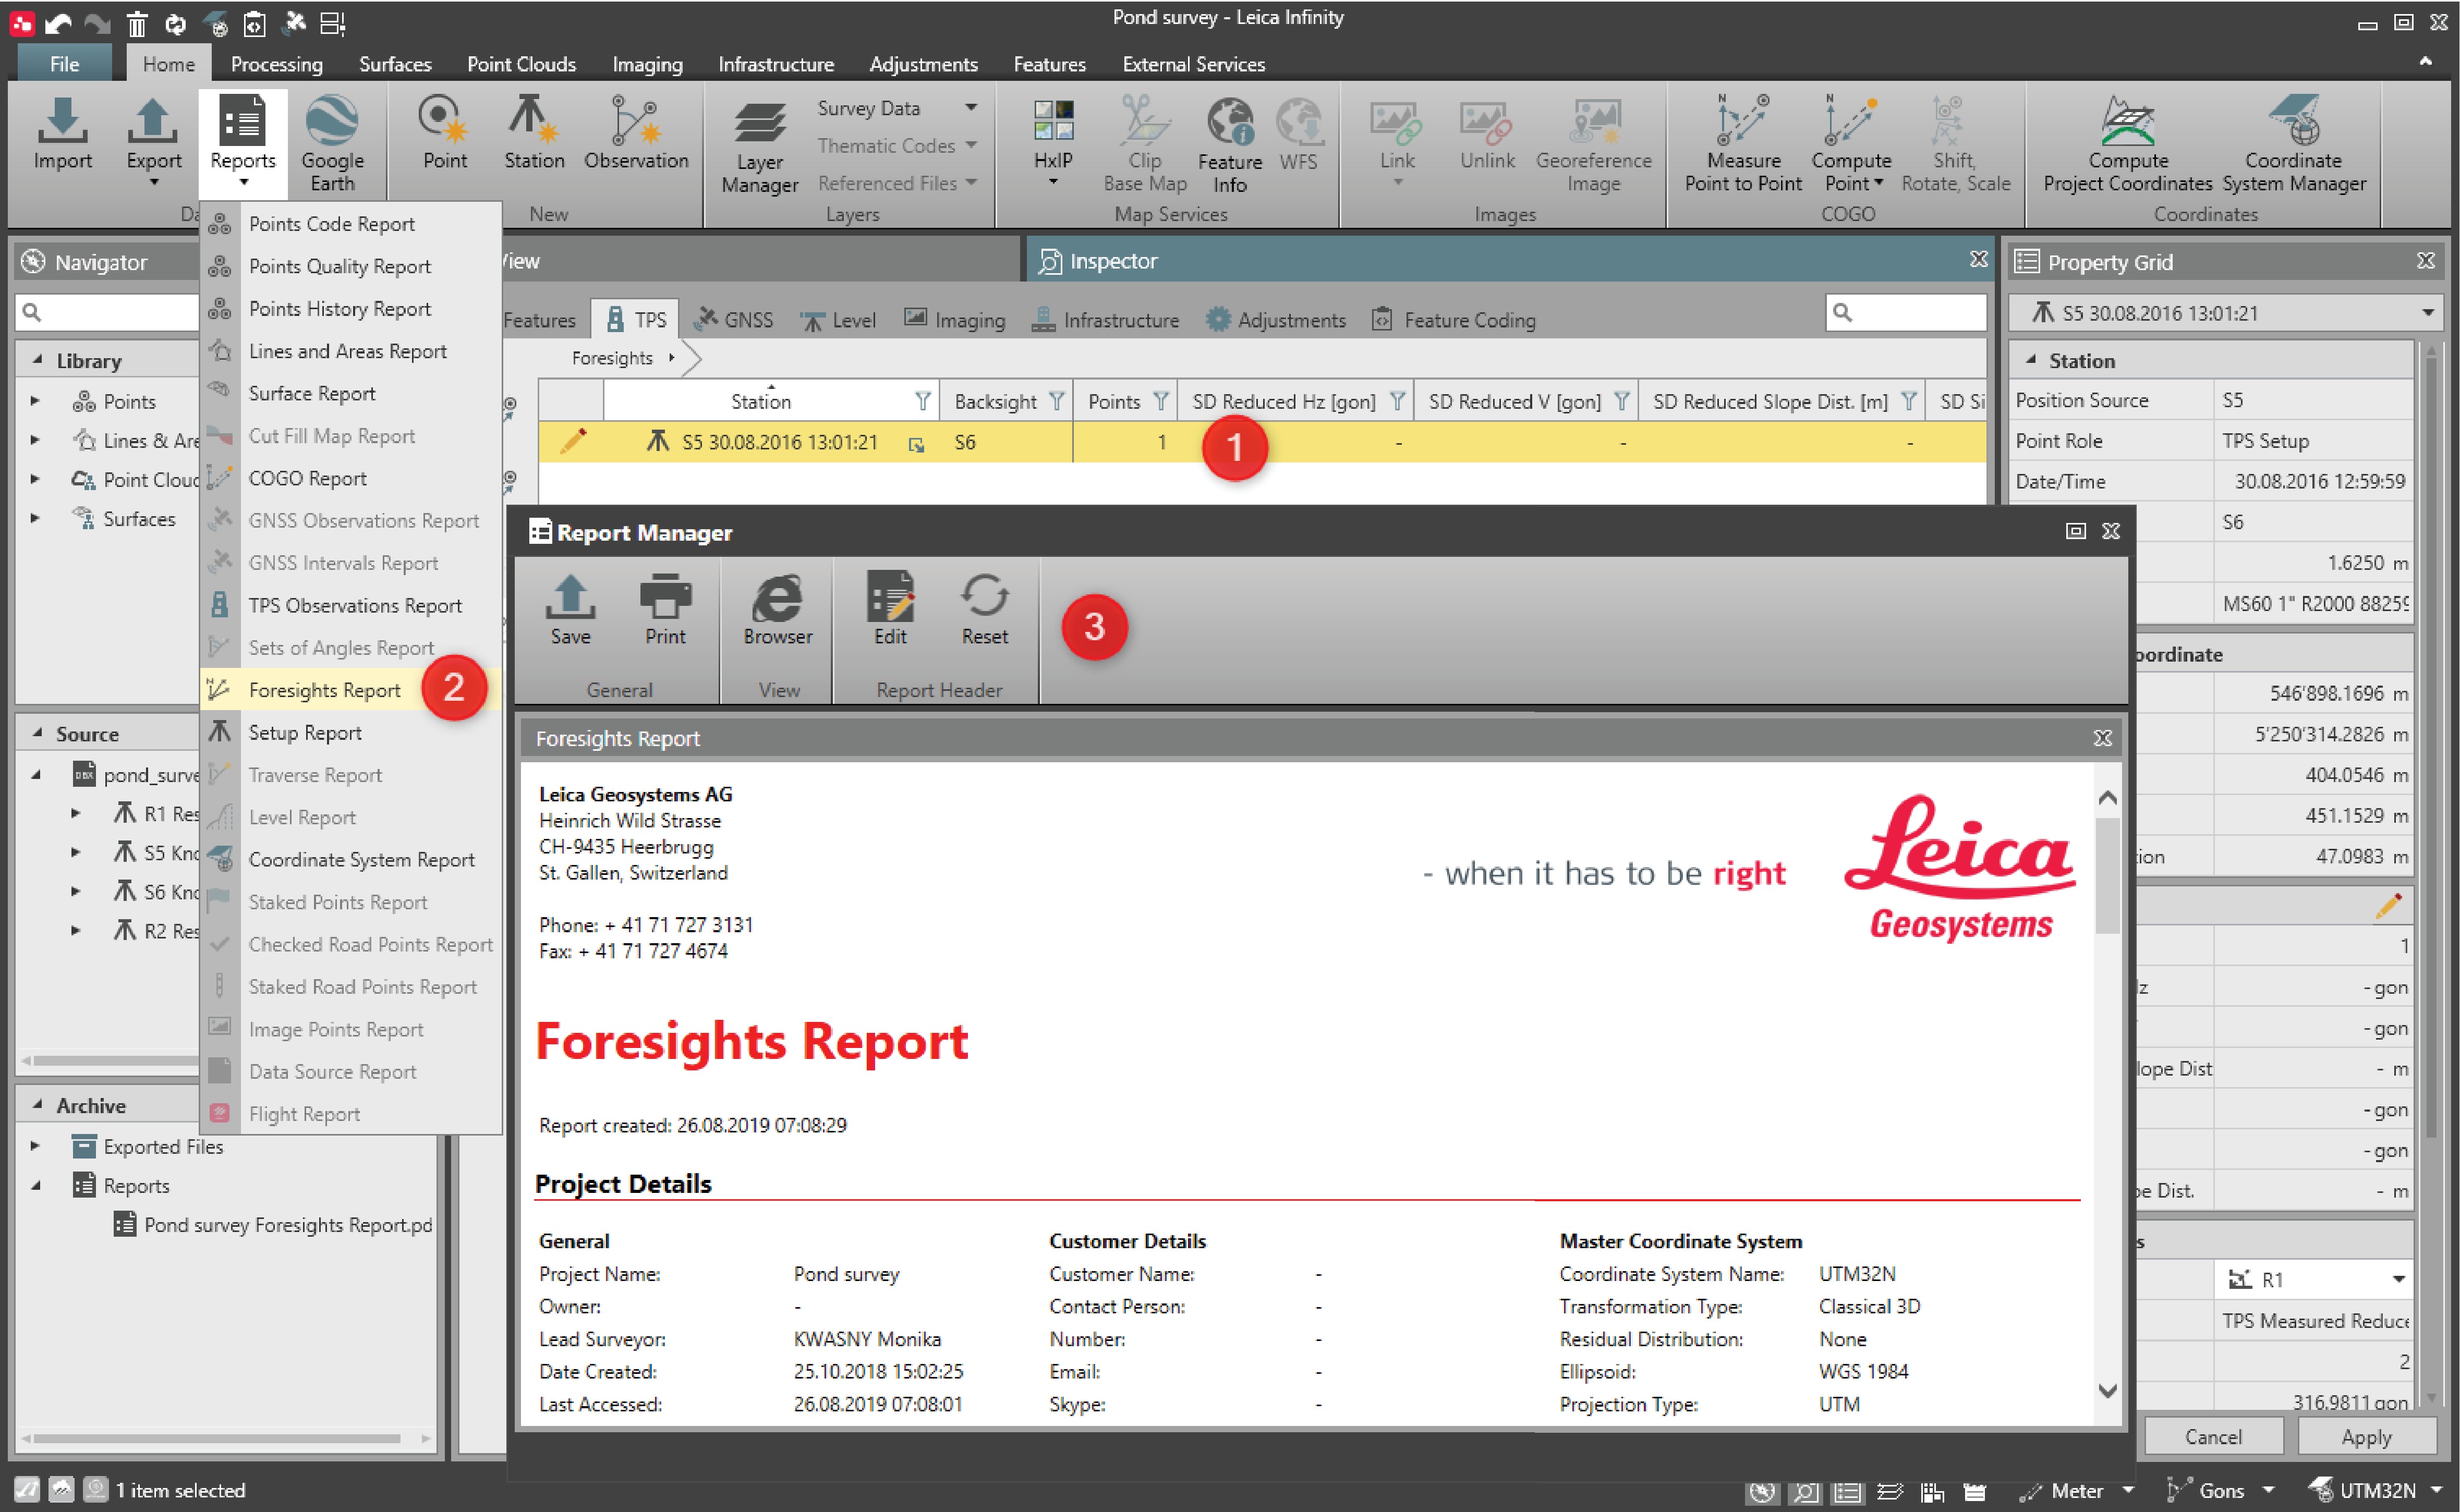 Pond survey - Leica Infinity
File Home Processing Surfaces Point Clouds Imaging Infrastructure Adjustments Features External Services
Import
Export
Reports
Google Earth
Point
Station
Observation
New
Layer Manager
Survey Data
Thematic Codes
Referenced Files
Layers
HxIP
Clip Base Map
Feature Info
WFS
Map Services
Link
Unlink
Georeference Image
Images
Measure Point to Point
Compute Point
Shift, Rotate, Scale
COGO
Compute Project Coordinates
Coordinate System Manager
Coordinates
Navigator
Library
Points
Lines & Are
Point Clouc
Surfaces
Source
DBX pond_surve
R1 Res
S5 Knc
S6 Knc
R2 Res
Archive
Exported Files
Reports
Pond survey Foresights Report.pd
Points Code Report
Points Quality Report
Points History Report
Lines and Areas Report
Surface Report
Cut Fill Map Report
COGO Report
GNSS Observations Report
GNSS Intervals Report
TPS Observations Report
Sets of Angles Report
Foresights Report 2
Setup Report
Traverse Report
Level Report
Coordinate System Report
Staked Points Report
Checked Road Points Report
Staked Road Points Report
Image Points Report
Data Source Report
Flight Report
View
Inspector
Features TPS GNSS Level Imaging Infrastructure Adjustments Feature Coding
Foresights
Station Backsight Points SD Reduced Hz [gon] SD Reduced V [gon] SD Reduced Slope Dist. [m] SD Si
S5 30.08.2016 13:01:21 S6 1 - - -
1
Report Manager
Save Print Browser Edit Reset 3
General View Report Header
Foresights Report
Leica Geosystems AG
Heinrich Wild Strasse
CH-9435 Heerbrugg
St. Gallen, Switzerland
Phone: + 41 71 727 3131
Fax: + 41 71 727 4674
- when it has to be right
Leica
Geosystems
Foresights Report
Report created: 26.08.2019 07:08:29
Project Details
General Customer Details Master Coordinate System
Project Name: Pond survey Customer Name: - Coordinate System Name: UTM32N
Owner: - Contact Person: - Transformation Type: Classical 3D
Lead Surveyor: KWASNY Monika Number: - Residual Distribution: None
Date Created: 25.10.2018 15:02:25 Email: - Ellipsoid: WGS 1984
Last Accessed: 26.08.2019 07:08:01 Skype: - Projection Type: UTM
Property Grid
S5 30.08.2016 13:01:21
Station
Position Source S5
Point Role TPS Setup
Date/Time 30.08.2016 12:59:59
S6
1.6250 m
MS60 1" R2000 88259
oordinate
546'898.1696 m
5'250'314.2826 m
404.0546 m
451.1529 m
ion 47.0983 m
1
lz - gon
- gon
lope Dist - m
- gon
- gon
pe Dist. - m
s
R1
TPS Measured Reduce
2
316.9811 gon
Cancel Apply
1 item selected
Meter Gons UTM32N